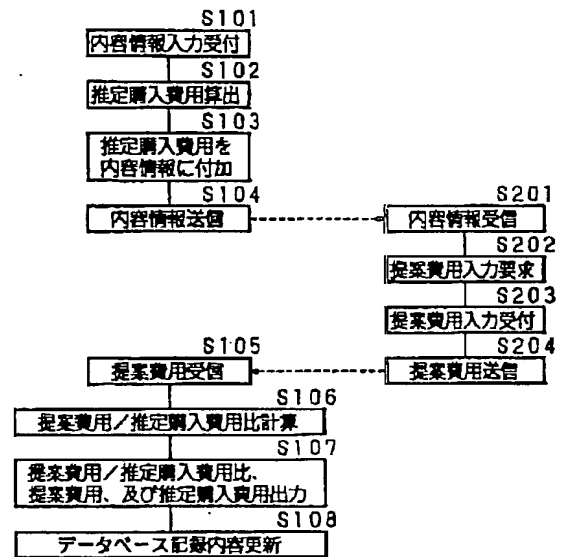 S101
内容情報入力受付
S102
推定購入費用算出
S103
推定購入費用を
内容情報に付加
S104
内容情報送信
S201
内容情報受信
S202
提案費用入力要求
S203
提案費用入力受付
S204
提案費用送信
S105
提案費用受信
S106
提案費用／推定購入費用比計算
S107
提案費用／推定購入費用比、
提案費用、及び推定購入費用出力
S108
データベース記録内容更新